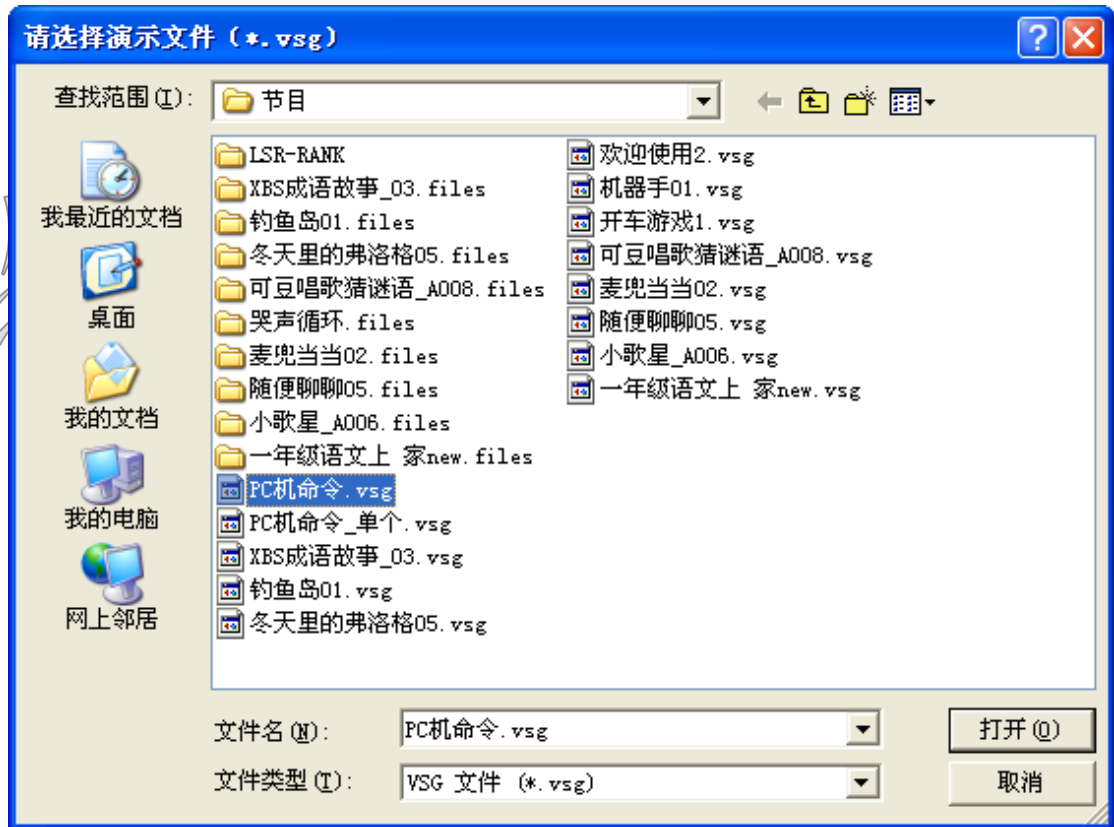 请选择演示文件（*.vsg）
查找范围(I):
节目
我最近的文档
桌面
我的文档
我的电脑
网上邻居
LSR-RANK
XBS成语故事_03.files
钓鱼岛01.files
冬天里的弗洛格05.files
可豆唱歌猜谜语_A008.files
哭声循环.files
麦兜当当02.files
随便聊聊05.files
小歌星_A006.files
一年级语文上 家new.files
PC机命令.vsg
PC机命令_单个.vsg
XBS成语故事_03.vsg
钓鱼岛01.vsg
冬天里的弗洛格05.vsg
欢迎使用2.vsg
机器手01.vsg
开车游戏1.vsg
可豆唱歌猜谜语_A008.vsg
麦兜当当02.vsg
随便聊聊05.vsg
小歌星_A006.vsg
一年级语文上 家new.vsg
文件名(N):
PC机命令.vsg
打开(O)
文件类型(T):
VSG 文件 (*.vsg)
取消